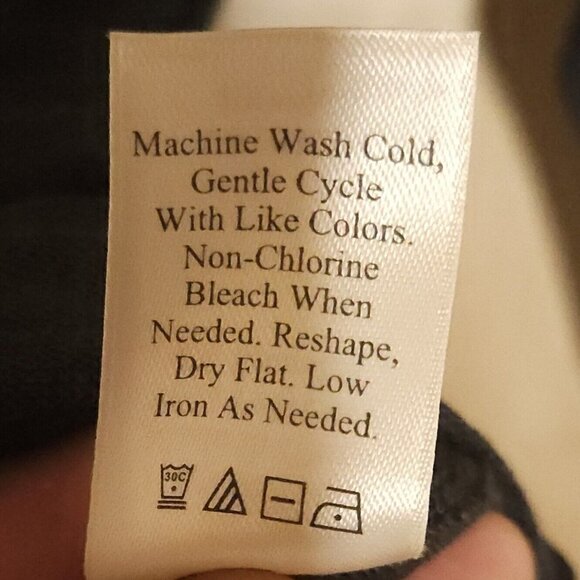 Machine Wash Cold,
Gentle Cycle
With Like Colors.
Non-Chlorine
Bleach When
Needed. Reshape,
Dry Flat. Low
Iron As Needed.
30C